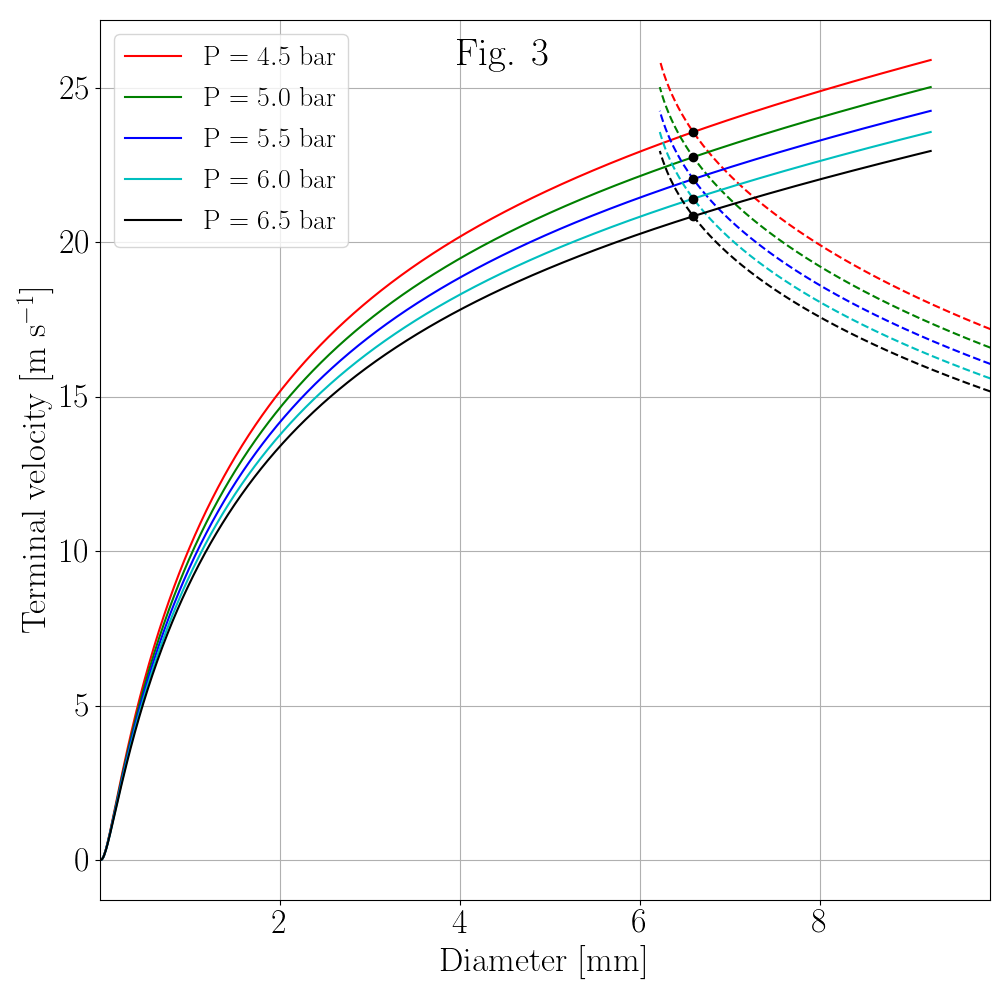 Fig. 3
P = 4.5 bar
P = 5.0 bar
P = 5.5 bar
P = 6.0 bar
P = 6.5 bar
25
20
15
10
5
0
Terminal velocity [m s⁻¹]
2 4 6 8
Diameter [mm]